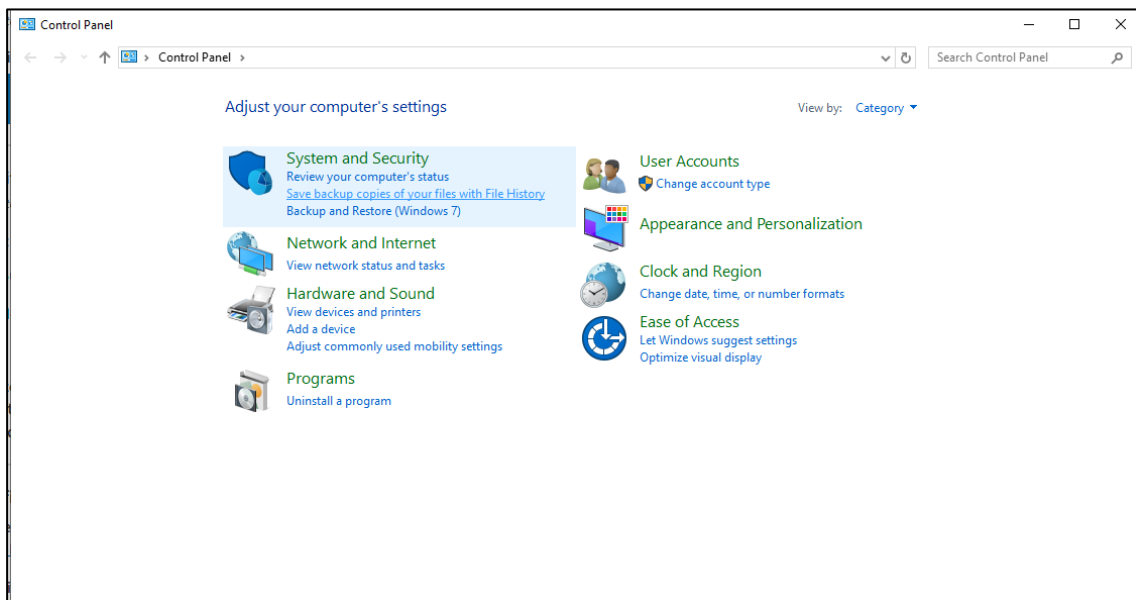 Control Panel
Control Panel
Search Control Panel
Adjust your computer's settings
View by: Category
System and Security
Review your computer's status
Save backup copies of your files with File History
Backup and Restore (Windows 7)
Network and Internet
View network status and tasks
Hardware and Sound
View devices and printers
Add a device
Adjust commonly used mobility settings
Programs
Uninstall a program
User Accounts
Change account type
Appearance and Personalization
Clock and Region
Change date, time, or number formats
Ease of Access
Let Windows suggest settings
Optimize visual display